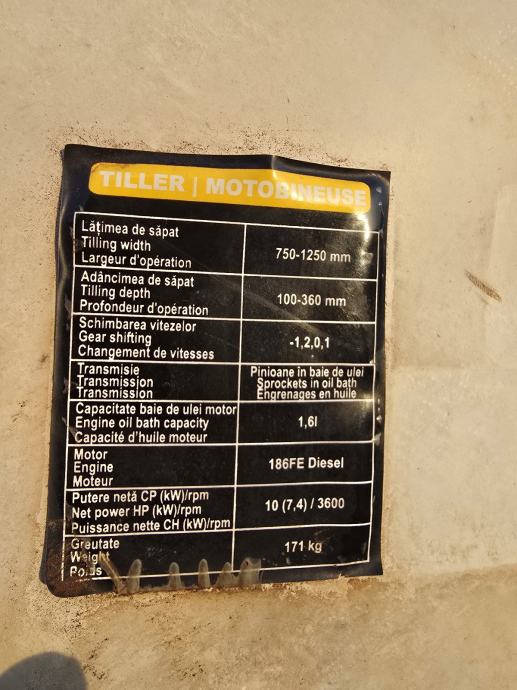 TILLER | MOTOBINEUSE
Lățimea de săpat
Tilling width
Largeur d'opération
750-1250 mm
Adâncimea de săpat
Tilling depth
Profondeur d'opération
100-360 mm
Schimbarea vitezelor
Gear shifting
Changement de vitesses
-1,2,0,1
Transmisie
Transmission
Transmission
Pinioane în baie de ulei
Sprockets in oil bath
Engrenages en huile
Capacitate baie de ulei motor
Engine oil bath capacity
Capacité d'huile moteur
1,6l
Motor
Engine
Moteur
186FE Diesel
Putere netă CP (kW)/rpm
Net power HP (kW)/rpm
Puissance nette CH (kW)/rpm
10 (7,4) / 3600
Greutate
Weight
Poids
171 kg